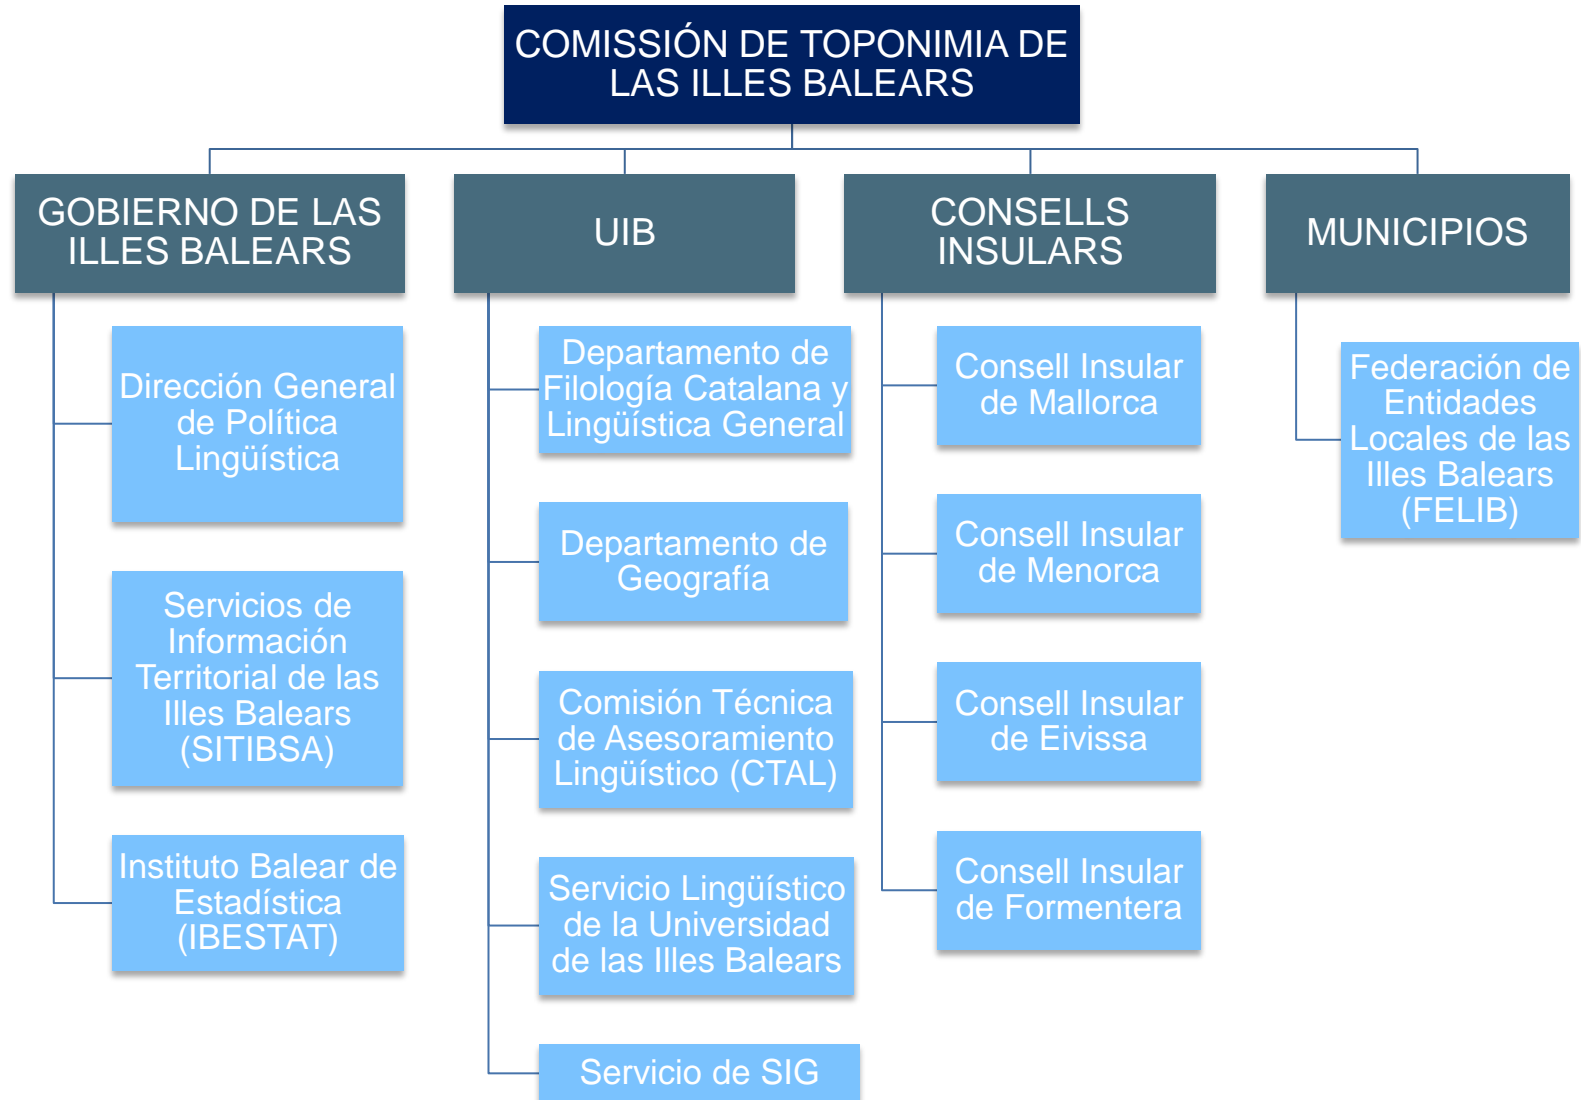 COMISSIÓN DE TOPONIMIA DE
LAS ILLES BALEARS
GOBIERNO DE LAS
ILLES BALEARS
Dirección General
de Política
Lingüística
Servicios de
Información
Territorial de las
Illes Balears
(SITIBSA)
Instituto Balear de
Estadística
(IBESTAT)
UIB
Departamento de
Filología Catalana y
Lingüística General
Departamento de
Geografía
Comisión Técnica
de Asesoramiento
Lingüístico (CTAL)
Servicio Lingüístico
de la Universidad
de las Illes Balears
Servicio de SIG
CONSELLS
INSULARS
Consell Insular
de Mallorca
Consell Insular
de Menorca
Consell Insular
de Eivissa
Consell Insular
de Formentera
MUNICIPIOS
Federación de
Entidades
Locales de las
Illes Balears
(FELIB)